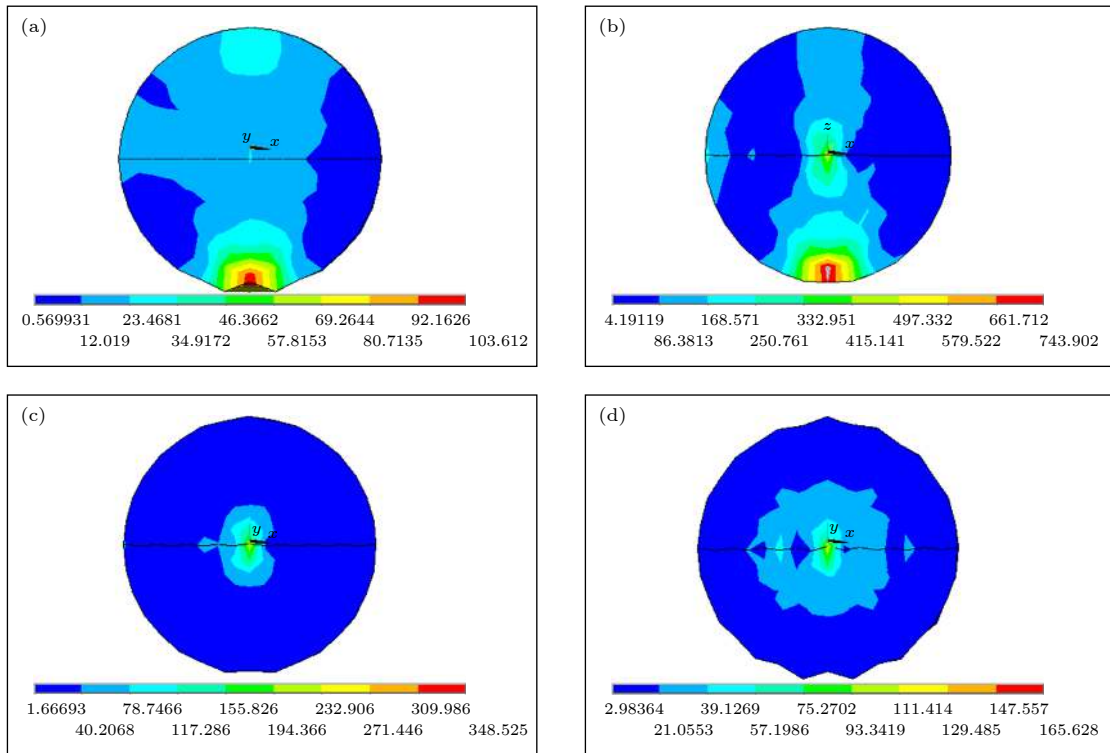 (a)
y
x
0.569931 23.4681 46.3662 69.2644 92.1626
12.019 34.9172 57.8153 80.7135 103.612
(b)
z
x
4.19119 168.571 332.951 497.332 661.712
86.3813 250.761 415.141 579.522 743.902
(c)
y x
1.66693 78.7466 155.826 232.906 309.986
40.2068 117.286 194.366 271.446 348.525
(d)
y x
2.98364 39.1269 75.2702 111.414 147.557
21.0553 57.1986 93.3419 129.485 165.628